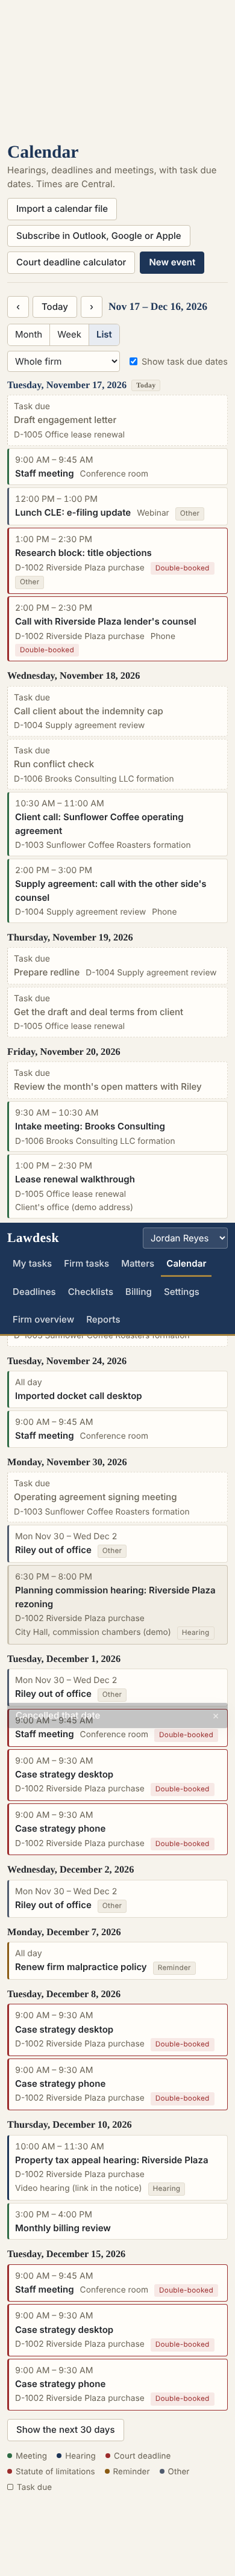 Calendar
Hearings, deadlines and meetings, with task due
dates. Times are Central.
Import a calendar file
Subscribe in Outlook, Google or Apple
Court deadline calculator New event
‹ Today › Nov 17 – Dec 16, 2026
Month Week List
Whole firm Show task due dates
Tuesday, November 17, 2026 Today
Task due
Draft engagement letter
D-1005 Office lease renewal
9:00 AM – 9:45 AM
Staff meeting Conference room
12:00 PM – 1:00 PM
Lunch CLE: e-filing update Webinar Other
1:00 PM – 2:30 PM
Research block: title objections
D-1002 Riverside Plaza purchase Double-booked
Other
2:00 PM – 2:30 PM
Call with Riverside Plaza lender's counsel
D-1002 Riverside Plaza purchase Phone
Double-booked
Wednesday, November 18, 2026
Task due
Call client about the indemnity cap
D-1004 Supply agreement review
Task due
Run conflict check
D-1006 Brooks Consulting LLC formation
10:30 AM – 11:00 AM
Client call: Sunflower Coffee operating
agreement
D-1003 Sunflower Coffee Roasters formation
2:00 PM – 3:00 PM
Supply agreement: call with the other side's
counsel
D-1004 Supply agreement review Phone
Thursday, November 19, 2026
Task due
Prepare redline D-1004 Supply agreement review
Task due
Get the draft and deal terms from client
D-1005 Office lease renewal
Friday, November 20, 2026
Task due
Review the month's open matters with Riley
9:30 AM – 10:30 AM
Intake meeting: Brooks Consulting
D-1006 Brooks Consulting LLC formation
1:00 PM – 2:30 PM
Lease renewal walkthrough
D-1005 Office lease renewal
Client's office (demo address)
Lawdesk Jordan Reyes
My tasks Firm tasks Matters Calendar
Deadlines Checklists Billing Settings
Firm overview Reports
D-1003 Sunflower Coffee Roasters formation
Tuesday, November 24, 2026
All day
Imported docket call desktop
9:00 AM – 9:45 AM
Staff meeting Conference room
Monday, November 30, 2026
Task due
Operating agreement signing meeting
D-1003 Sunflower Coffee Roasters formation
Mon Nov 30 – Wed Dec 2
Riley out of office Other
6:30 PM – 8:00 PM
Planning commission hearing: Riverside Plaza
rezoning
D-1002 Riverside Plaza purchase
City Hall, commission chambers (demo) Hearing
Tuesday, December 1, 2026
Mon Nov 30 – Wed Dec 2
Riley out of office Other
Cancelled that date ×
9:00 AM – 9:45 AM
Staff meeting Conference room Double-booked
9:00 AM – 9:30 AM
Case strategy desktop
D-1002 Riverside Plaza purchase Double-booked
9:00 AM – 9:30 AM
Case strategy phone
D-1002 Riverside Plaza purchase Double-booked
Wednesday, December 2, 2026
Mon Nov 30 – Wed Dec 2
Riley out of office Other
Monday, December 7, 2026
All day
Renew firm malpractice policy Reminder
Tuesday, December 8, 2026
9:00 AM – 9:30 AM
Case strategy desktop
D-1002 Riverside Plaza purchase Double-booked
9:00 AM – 9:30 AM
Case strategy phone
D-1002 Riverside Plaza purchase Double-booked
Thursday, December 10, 2026
10:00 AM – 11:30 AM
Property tax appeal hearing: Riverside Plaza
D-1002 Riverside Plaza purchase
Video hearing (link in the notice) Hearing
3:00 PM – 4:00 PM
Monthly billing review
Tuesday, December 15, 2026
9:00 AM – 9:45 AM
Staff meeting Conference room Double-booked
9:00 AM – 9:30 AM
Case strategy desktop
D-1002 Riverside Plaza purchase Double-booked
9:00 AM – 9:30 AM
Case strategy phone
D-1002 Riverside Plaza purchase Double-booked
Show the next 30 days
Meeting Hearing Court deadline
Statute of limitations Reminder Other
Task due